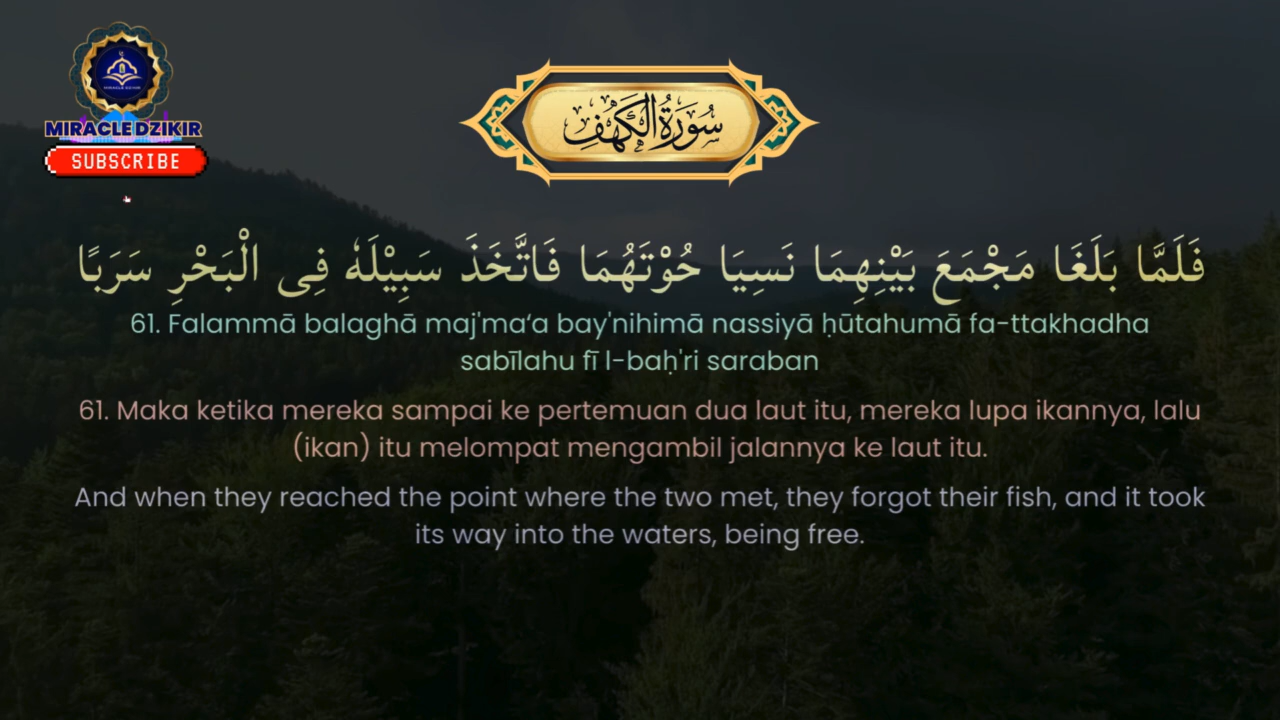 MIRACLE DZIKIR
MIRACLE DZIKIR
SUBSCRIBE
سُوْرَةُ الْكَهْفِ
فَلَمَّا بَلَغَا مَجْمَعَ بَيْنِهِمَا نَسِيَا حُوْتَهُمَا فَاتَّخَذَ سَبِيْلَهٗ فِى الْبَحْرِ سَرَبًا
61. Falammā balaghā maj'ma‘a bay'nihimā nassiyā ḥūtahumā fa-ttakhadha
sabīlahu fī l-baḥ'ri saraban
61. Maka ketika mereka sampai ke pertemuan dua laut itu, mereka lupa ikannya, lalu
(ikan) itu melompat mengambil jalannya ke laut itu.
And when they reached the point where the two met, they forgot their fish, and it took
its way into the waters, being free.